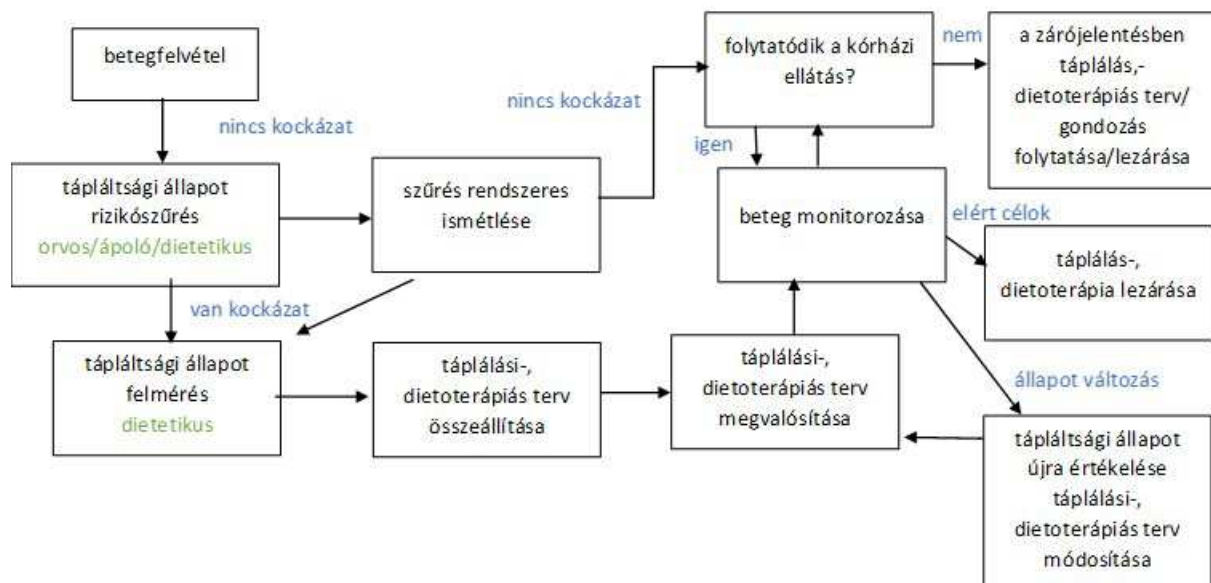 betegfelvétel
nincs kockázat
tápláltsági állapot
rizikószűrés
orvos/ápoló/dietetikus
szűrés rendszeres
ismétlése
nincs kockázat
van kockázat
tápláltsági állapot
felmérés
dietetikus
táplálási-,
dietoterápiás terv
összeállítása
táplálási-,
dietoterápiás terv
megvalósítása
folytatódik a kórházi
ellátás?
nem
a zárójelentésben
táplálás,-
dietoterápiás terv/
gondozás
folytatása/lezárása
igen
beteg monitorozása
elért célok
táplálás-,
dietoterápia lezárása
állapot változás
tápláltsági állapot
újra értékelése
táplálási-,
dietoterápiás terv
módosítása